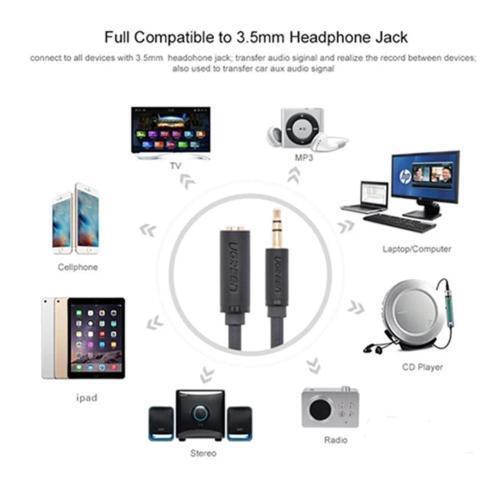 Full Compatible to 3.5mm Headphone Jack
connect to all devices with 3.5mm headohone jack; transfer audio siginal and realize the record between devices;
also used to transfer car aux audio signal
TV
MP3
Cellphone
Laptop/Computer
UGREEN
ipad
CD Player
Stereo
Radio